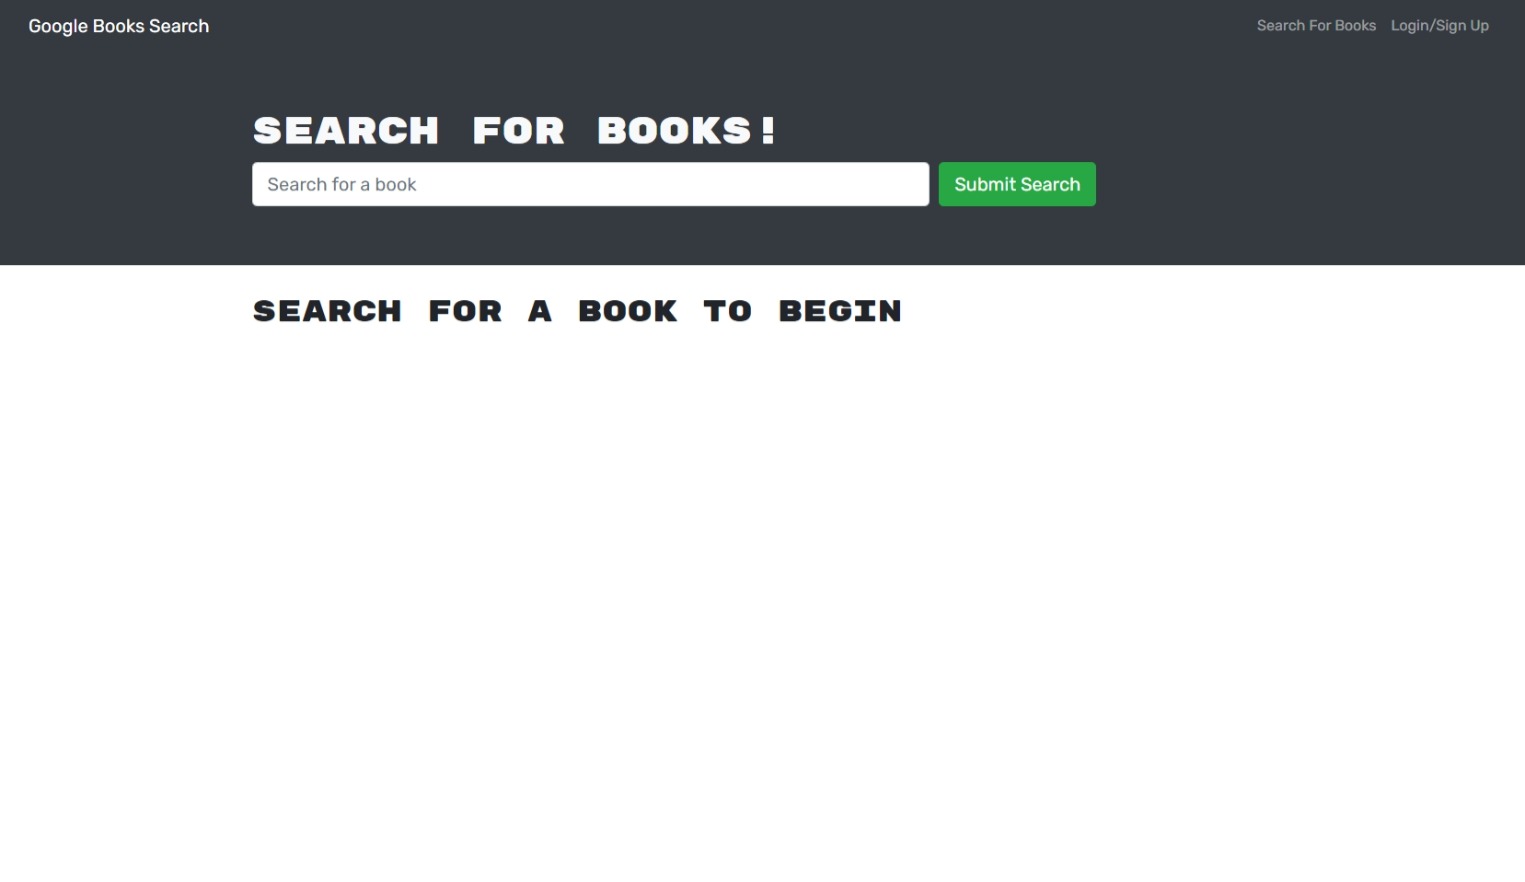 Google Books Search
Search For Books
Login/Sign Up
SEARCH FOR BOOKS!
Search for a book
Submit Search
SEARCH FOR A BOOK TO BEGIN